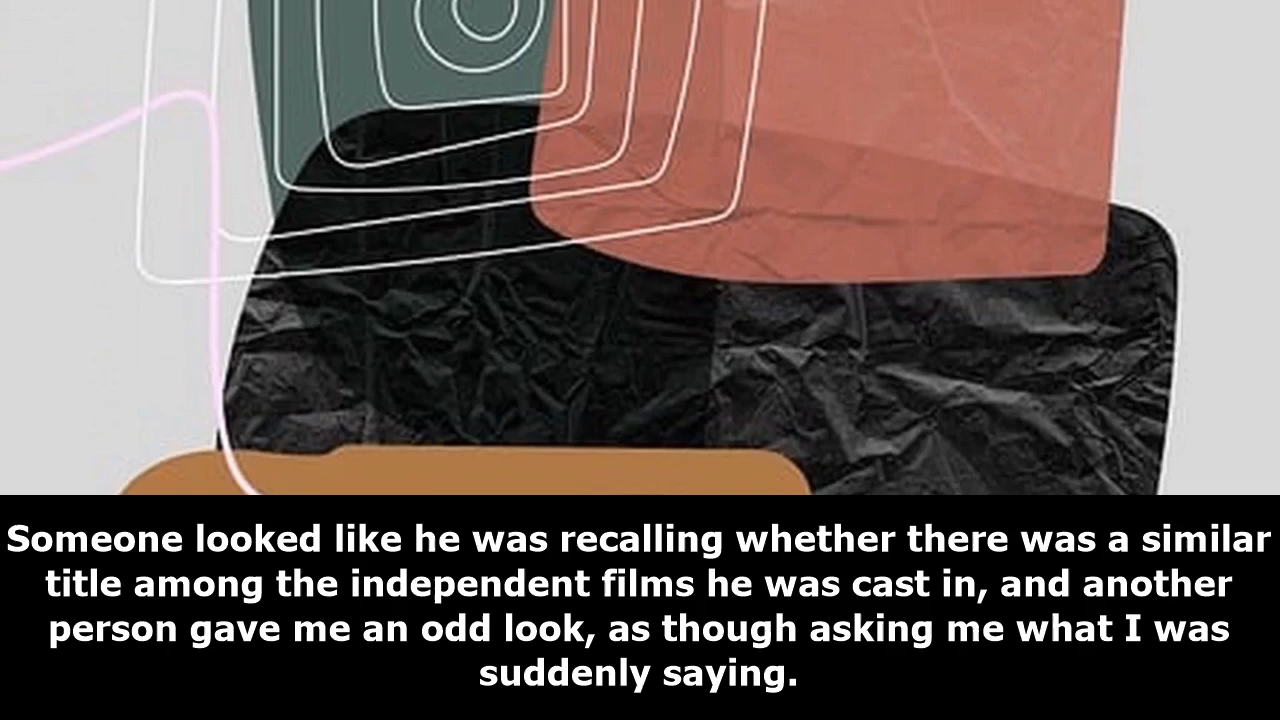 Someone looked like he was recalling whether there was a similar
title among the independent films he was cast in, and another
person gave me an odd look, as though asking me what I was
suddenly saying.